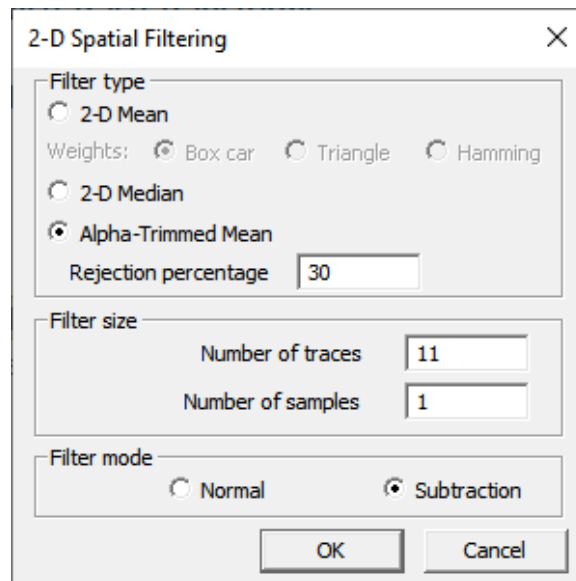 2-D Spatial Filtering
Filter type
2-D Mean
Weights: Box car Triangle Hamming
2-D Median
Alpha-Trimmed Mean
Rejection percentage 30
Filter size
Number of traces 11
Number of samples 1
Filter mode
Normal Subtraction
OK Cancel